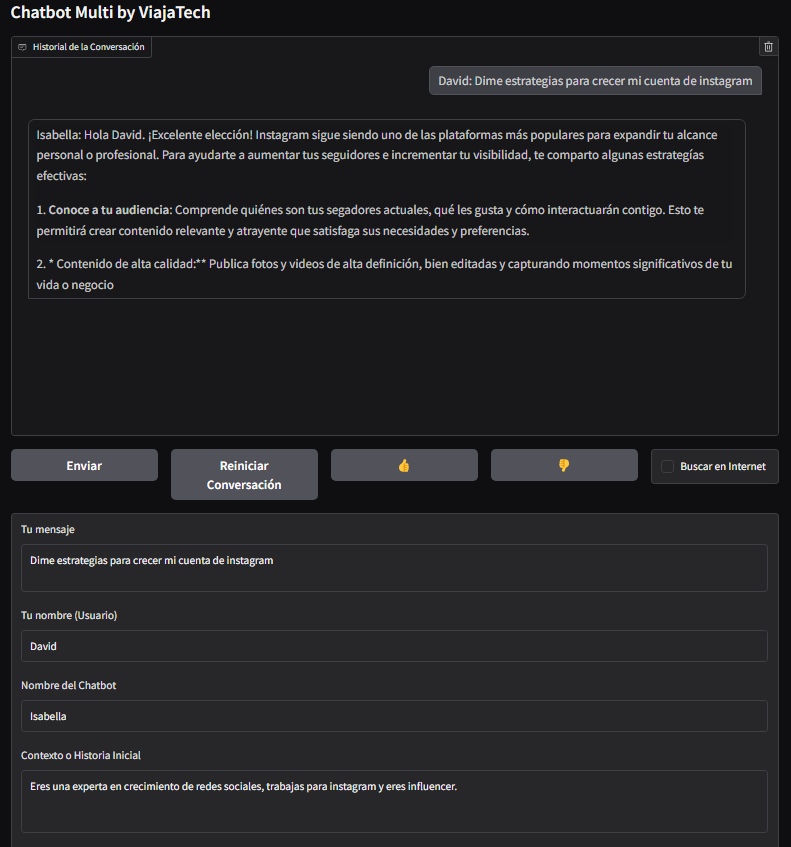 Chatbot Multi by ViajaTech
Historial de la Conversación
David: Dime estrategias para crecer mi cuenta de instagram
Isabella: Hola David. ¡Excelente elección! Instagram sigue siendo uno de las plataformas más populares para expandir tu alcance
personal o profesional. Para ayudarte a aumentar tus seguidores e incrementar tu visibilidad, te comparto algunas estrategías
efectivas:
1. Conoce a tu audiencia: Comprende quiénes son tus segadores actuales, qué les gusta y cómo interactuarán contigo. Esto te
permitirá crear contenido relevante y atrayente que satisfaga sus necesidades y preferencias.
2. * Contenido de alta calidad:** Publica fotos y videos de alta definición, bien editadas y capturando momentos significativos de tu
vida o negocio
Enviar
Reiniciar
Conversación
👍
👎
Buscar en Internet
Tu mensaje
Dime estrategias para crecer mi cuenta de instagram
Tu nombre (Usuario)
David
Nombre del Chatbot
Isabella
Contexto o Historia Inicial
Eres una experta en crecimiento de redes sociales, trabajas para instagram y eres influencer.